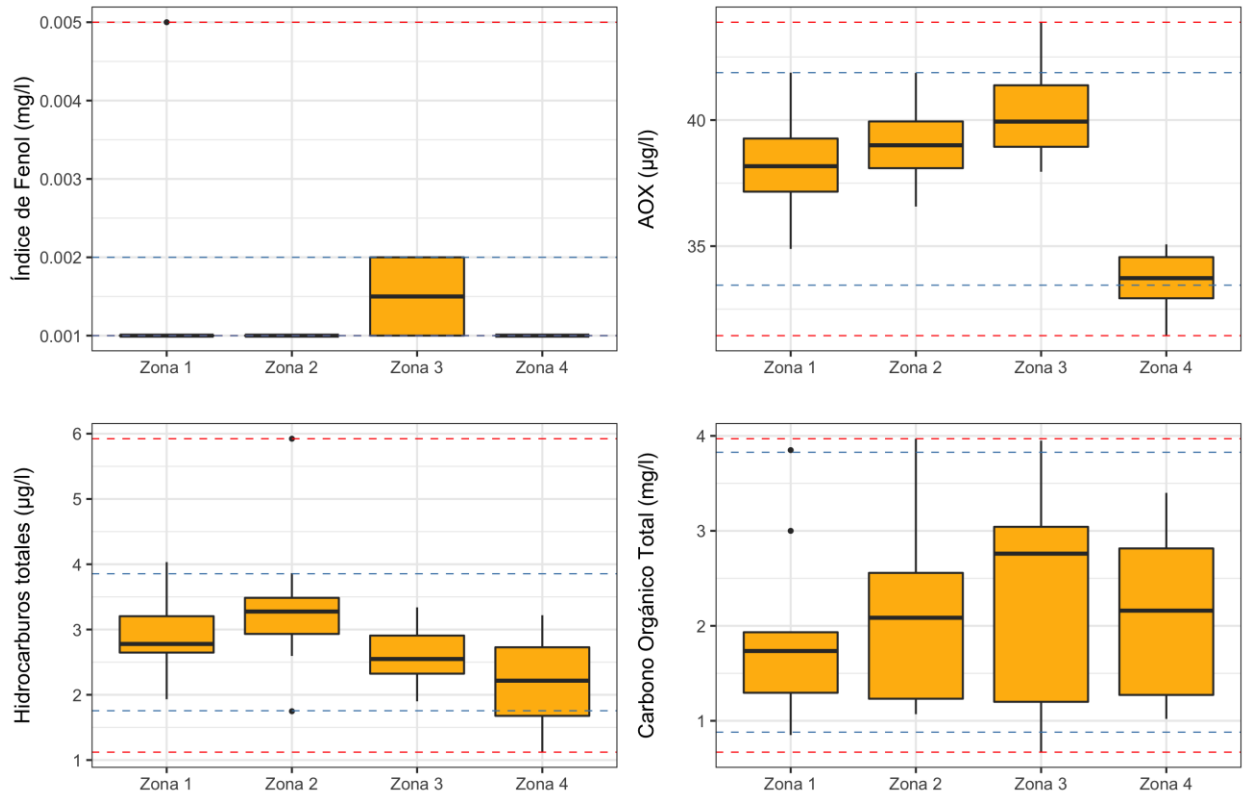 Índice de Fenol (mg/l)
0.005
0.004
0.003
0.002
0.001
Zona 1 Zona 2 Zona 3 Zona 4
AOX (µg/l)
40
35
Zona 1 Zona 2 Zona 3 Zona 4
Hidrocarburos totales (µg/l)
6
5
4
3
2
1
Zona 1 Zona 2 Zona 3 Zona 4
Carbono Orgánico Total (mg/l)
4
3
2
1
Zona 1 Zona 2 Zona 3 Zona 4